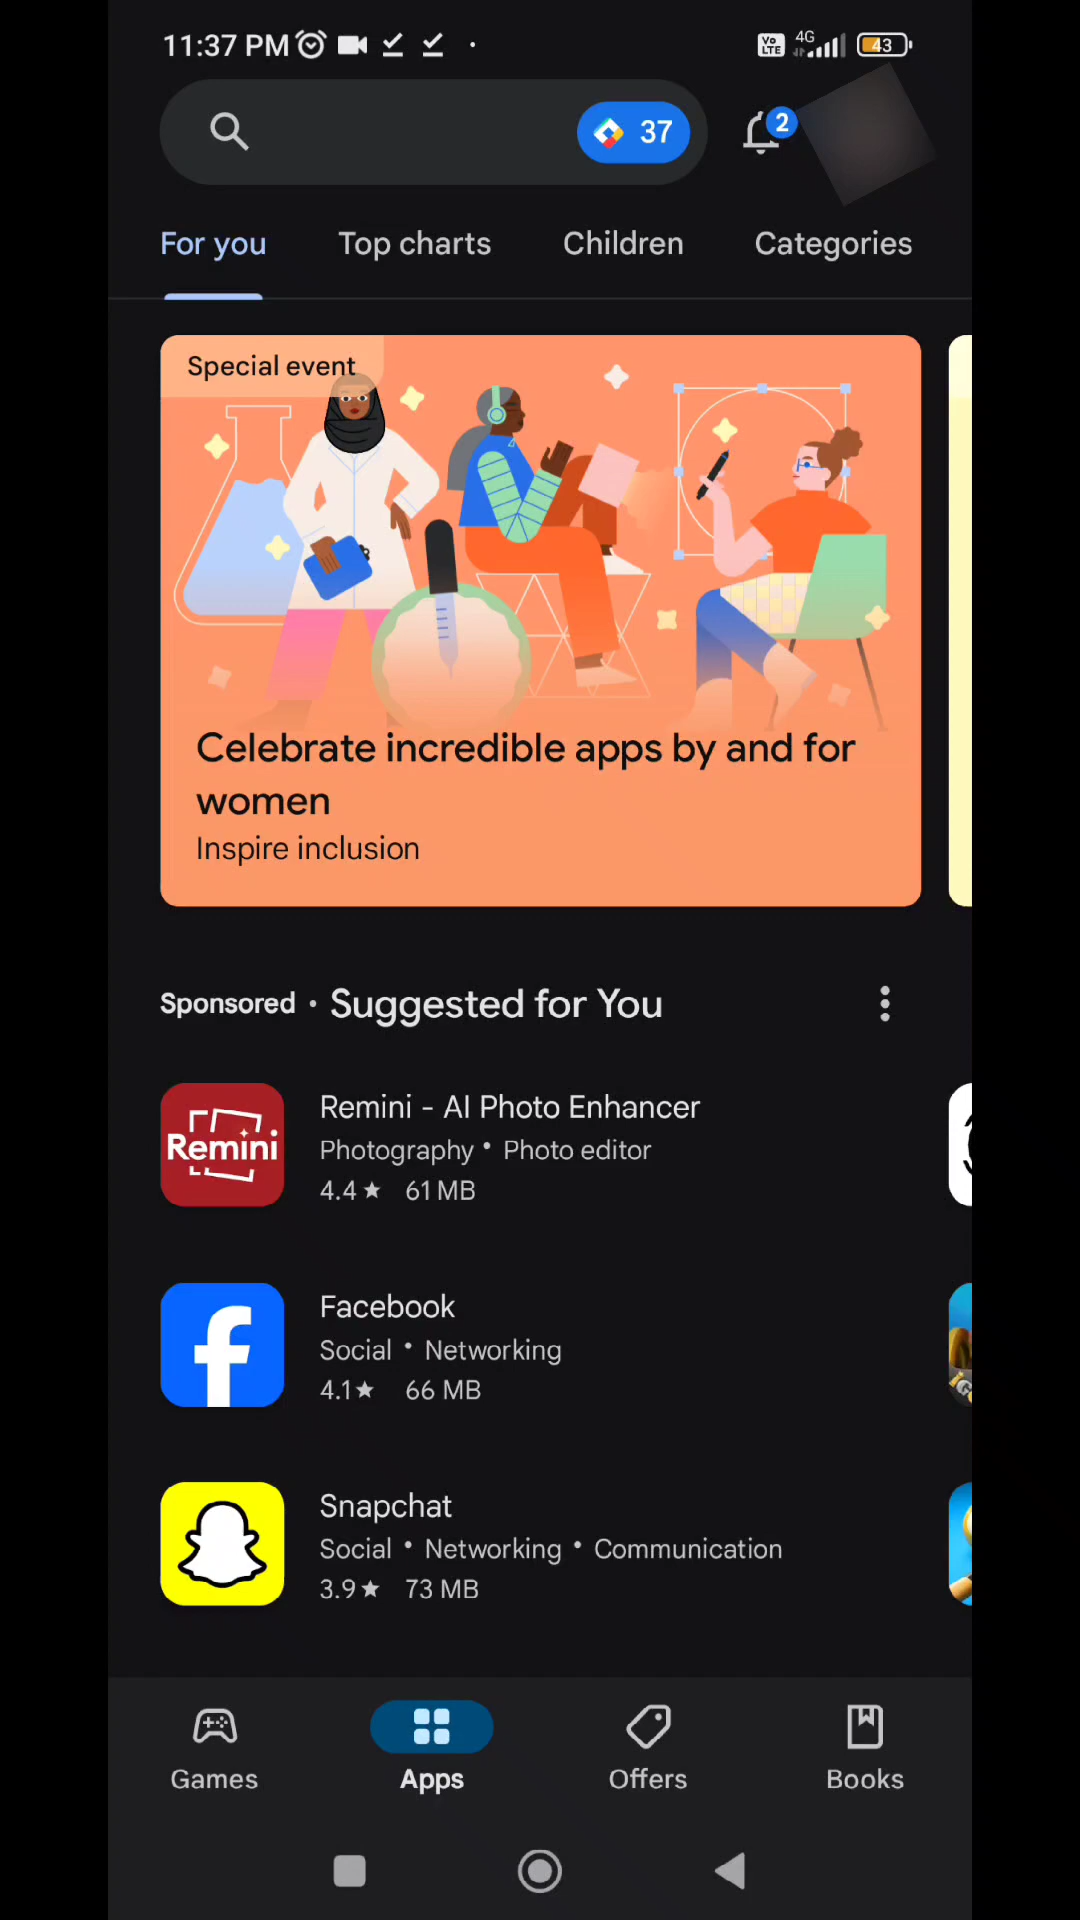 11:37 PM
Vo LTE 4G 43
37
2
For you
Top charts
Children
Categories
Special event
Celebrate incredible apps by and for
women
Inspire inclusion
Sponsored • Suggested for You
Remini
Remini - AI Photo Enhancer
Photography • Photo editor
4.4★ 61 MB
Facebook
Social • Networking
4.1★ 66 MB
Snapchat
Social • Networking • Communication
3.9★ 73 MB
Games
Apps
Offers
Books